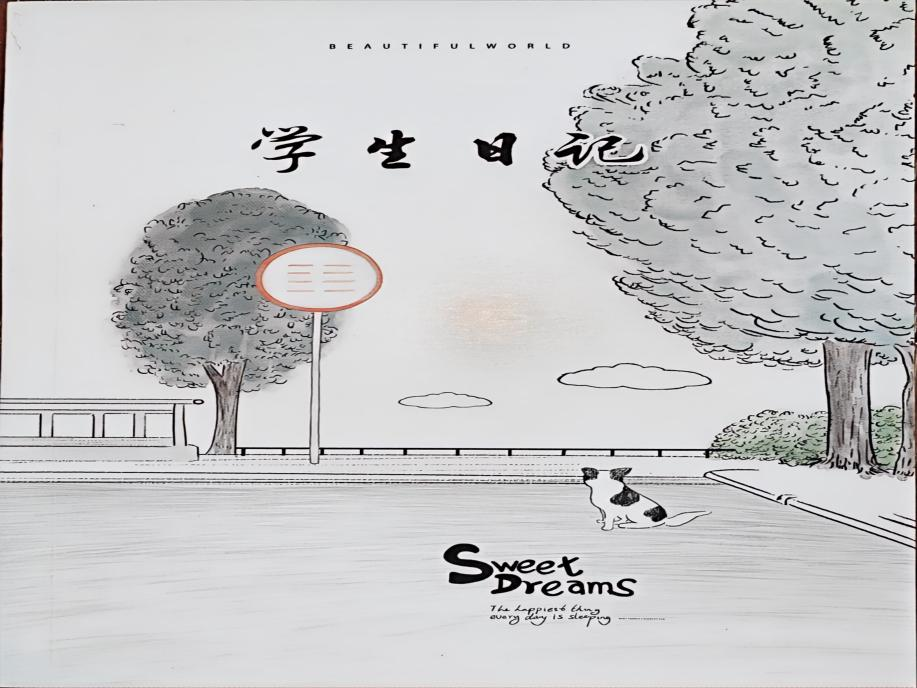 BEAUTIFULWORLD
学生日记
Sweet
Dreams
The happiest thing
every day is sleeping